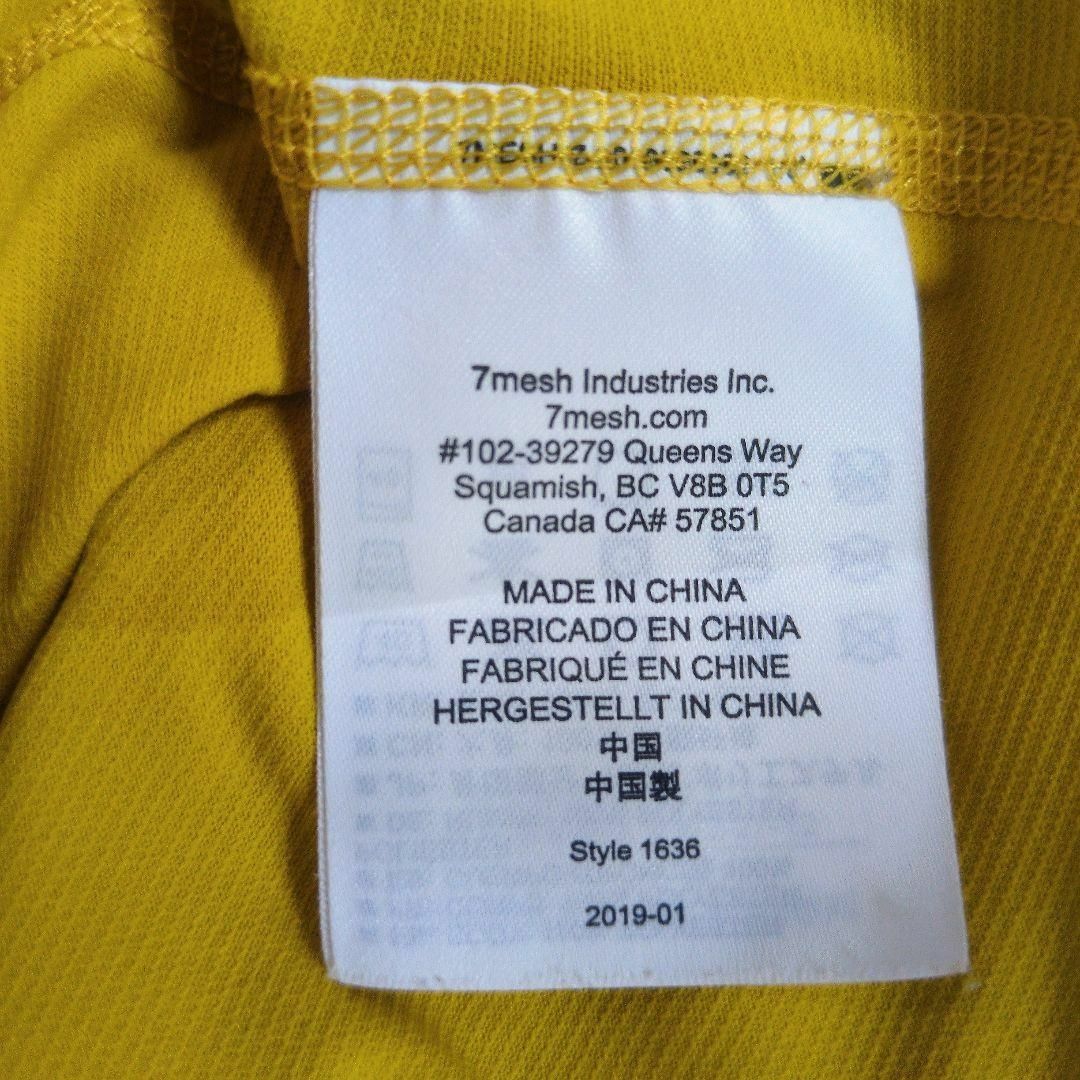 7mesh Industries Inc.
7mesh.com
#102-39279 Queens Way
Squamish, BC V8B 0T5
Canada CA# 57851
MADE IN CHINA
FABRICADO EN CHINA
FABRIQUÉ EN CHINE
HERGESTELLT IN CHINA
中国
中国製
Style 1636
2019-01